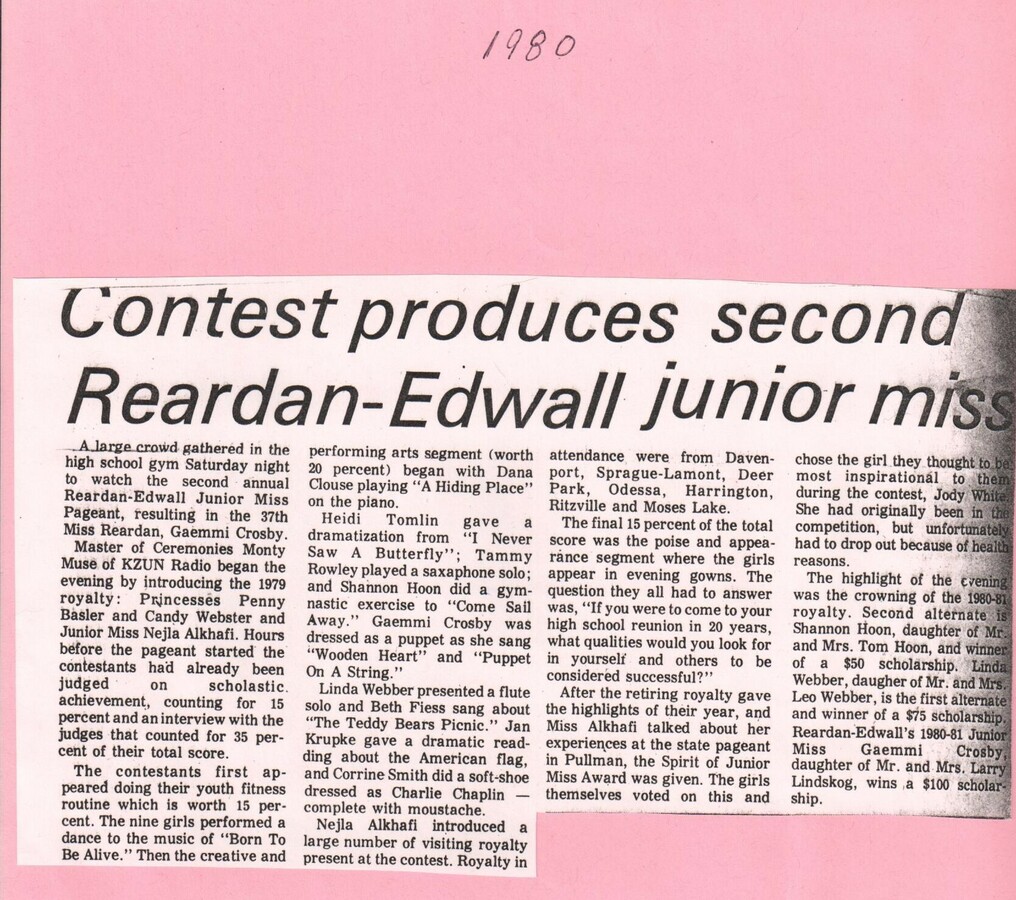 1980
Contest produces second
Reardan-Edwall junior miss
A large crowd gathered in the
high school gym Saturday night
to watch the second annual
Reardan-Edwall Junior Miss
Pageant, resulting in the 37th
Miss Reardan, Gaemmi Crosby.
Master of Ceremonies Monty
Muse of KZUN Radio began the
evening by introducing the 1979
royalty: Princesses Penny
Basler and Candy Webster and
Junior Miss Nejla Alkhafi. Hours
before the pageant started the
contestants had already been
judged on scholastic.
achievement, counting for 15
percent and an interview with the
judges that counted for 35 per-
cent of their total score.
The contestants first ap-
peared doing their youth fitness
routine which is worth 15 per-
cent. The nine girls performed a
dance to the music of "Born To
Be Alive." Then the creative and
performing arts segment (worth
20 percent) began with Dana
Clouse playing "A Hiding Place"
on the piano.
Heidi Tomlin gave a
dramatization from "I Never
Saw A Butterfly"; Tammy
Rowley played a saxaphone solo;
and Shannon Hoon did a gym-
nastic exercise to "Come Sail
Away." Gaemmi Crosby was
dressed as a puppet as she sang
"Wooden Heart" and "Puppet
On A String."
Linda Webber presented a flute
solo and Beth Fiess sang about
"The Teddy Bears Picnic." Jan
Krupke gave a dramatic read-
ding about the American flag,
and Corrine Smith did a soft-shoe
dressed as Charlie Chaplin —
complete with moustache.
Nejla Alkhafi introduced a
large number of visiting royalty
present at the contest. Royalty in
attendance were from Daven-
port, Sprague-Lamont, Deer
Park, Odessa, Harrington,
Ritzville and Moses Lake.
The final 15 percent of the total
score was the poise and appea-
rance segment where the girls
appear in evening gowns. The
question they all had to answer
was, "If you were to come to your
high school reunion in 20 years,
what qualities would you look for
in yourself and others to be
considered successful?"
After the retiring royalty gave
the highlights of their year, and
Miss Alkhafi talked about her
experiences at the state pageant
in Pullman, the Spirit of Junior
Miss Award was given. The girls
themselves voted on this and
chose the girl they thought to be
most inspirational to them
during the contest, Jody White.
She had originally been in the
competition, but unfortunately
had to drop out because of health
reasons.
The highlight of the evening
was the crowning of the 1980-81
royalty. Second alternate is
Shannon Hoon, daughter of Mr.
and Mrs. Tom Hoon, and winner
of a $50 scholarship. Linda
Webber, daugher of Mr. and Mrs.
Leo Webber, is the first alternate
and winner of a $75 scholarship.
Reardan-Edwall's 1980-81 Junior
Miss Gaemmi Crosby,
daughter of Mr. and Mrs. Larry
Lindskog, wins a $100 scholar-
ship.